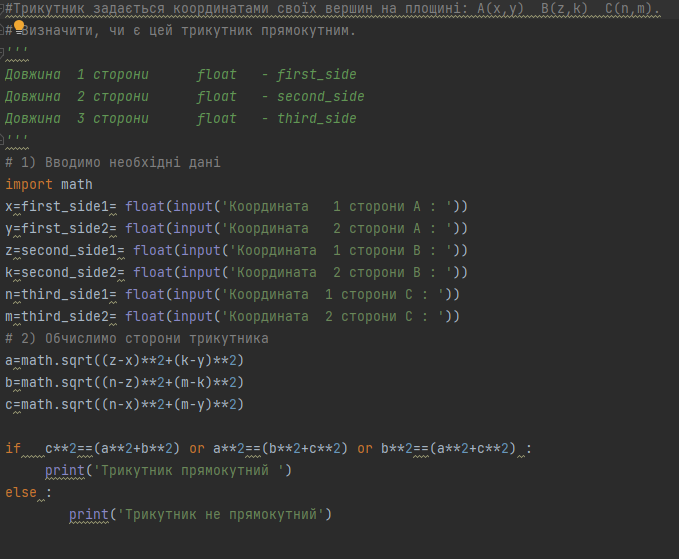 #Трикутник задається координатами своїх вершин на площині: A(x,y)  B(z,k)  C(n,m).
# Визначити, чи є цей трикутник прямокутним.
'''
Довжина  1 сторони      float   - first_side
Довжина  2 сторони      float   - second_side
Довжина  3 сторони      float   - third_side
'''
# 1) Вводимо необхідні дані
import math
x=first_side1= float(input('Координата   1 сторони A : '))
y=first_side2= float(input('Координата   2 сторони A : '))
z=second_side1= float(input('Координата  1 сторони B : '))
k=second_side2= float(input('Координата  2 сторони B : '))
n=third_side1= float(input('Координата  1 сторони C : '))
m=third_side2= float(input('Координата  2 сторони C : '))
# 2) Обчислимо сторони трикутника
a=math.sqrt((z-x)**2+(k-y)**2)
b=math.sqrt((n-z)**2+(m-k)**2)
c=math.sqrt((n-x)**2+(m-y)**2)
if   c**2==(a**2+b**2) or a**2==(b**2+c**2) or b**2==(a**2+c**2) :
     print('Трикутник прямокутний ')
else :
        print('Трикутник не прямокутний')